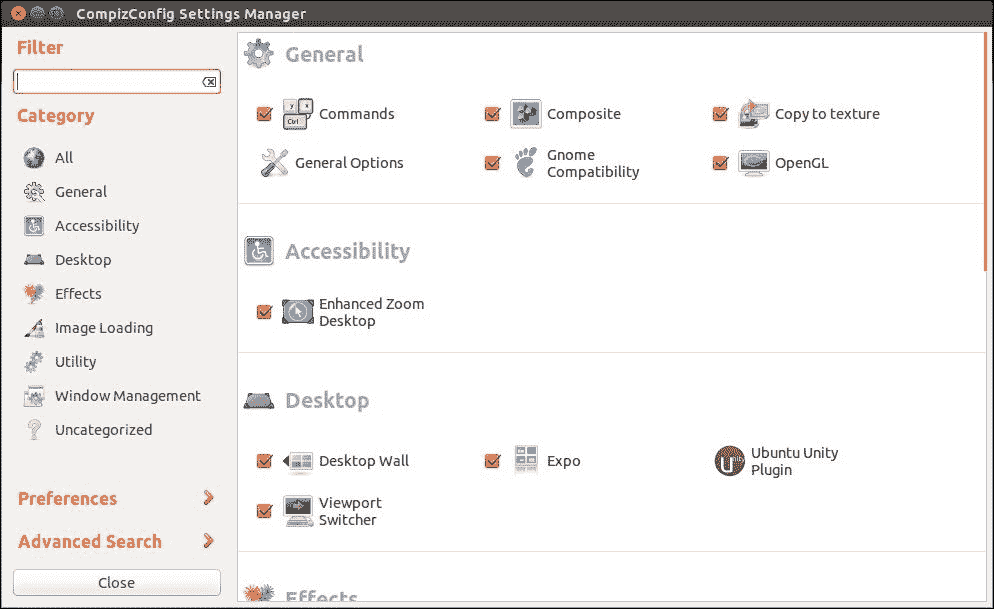 CompizConfig Settings Manager
Filter
Category
All
General
Accessibility
Desktop
Effects
Image Loading
Utility
Window Management
Uncategorized
Preferences
Advanced Search
Close
General
Commands
Composite
Copy to texture
General Options
Gnome
Compatibility
OpenGL
Accessibility
Enhanced Zoom
Desktop
Desktop
Desktop Wall
Expo
Ubuntu Unity
Plugin
Viewport
Switcher
Effects